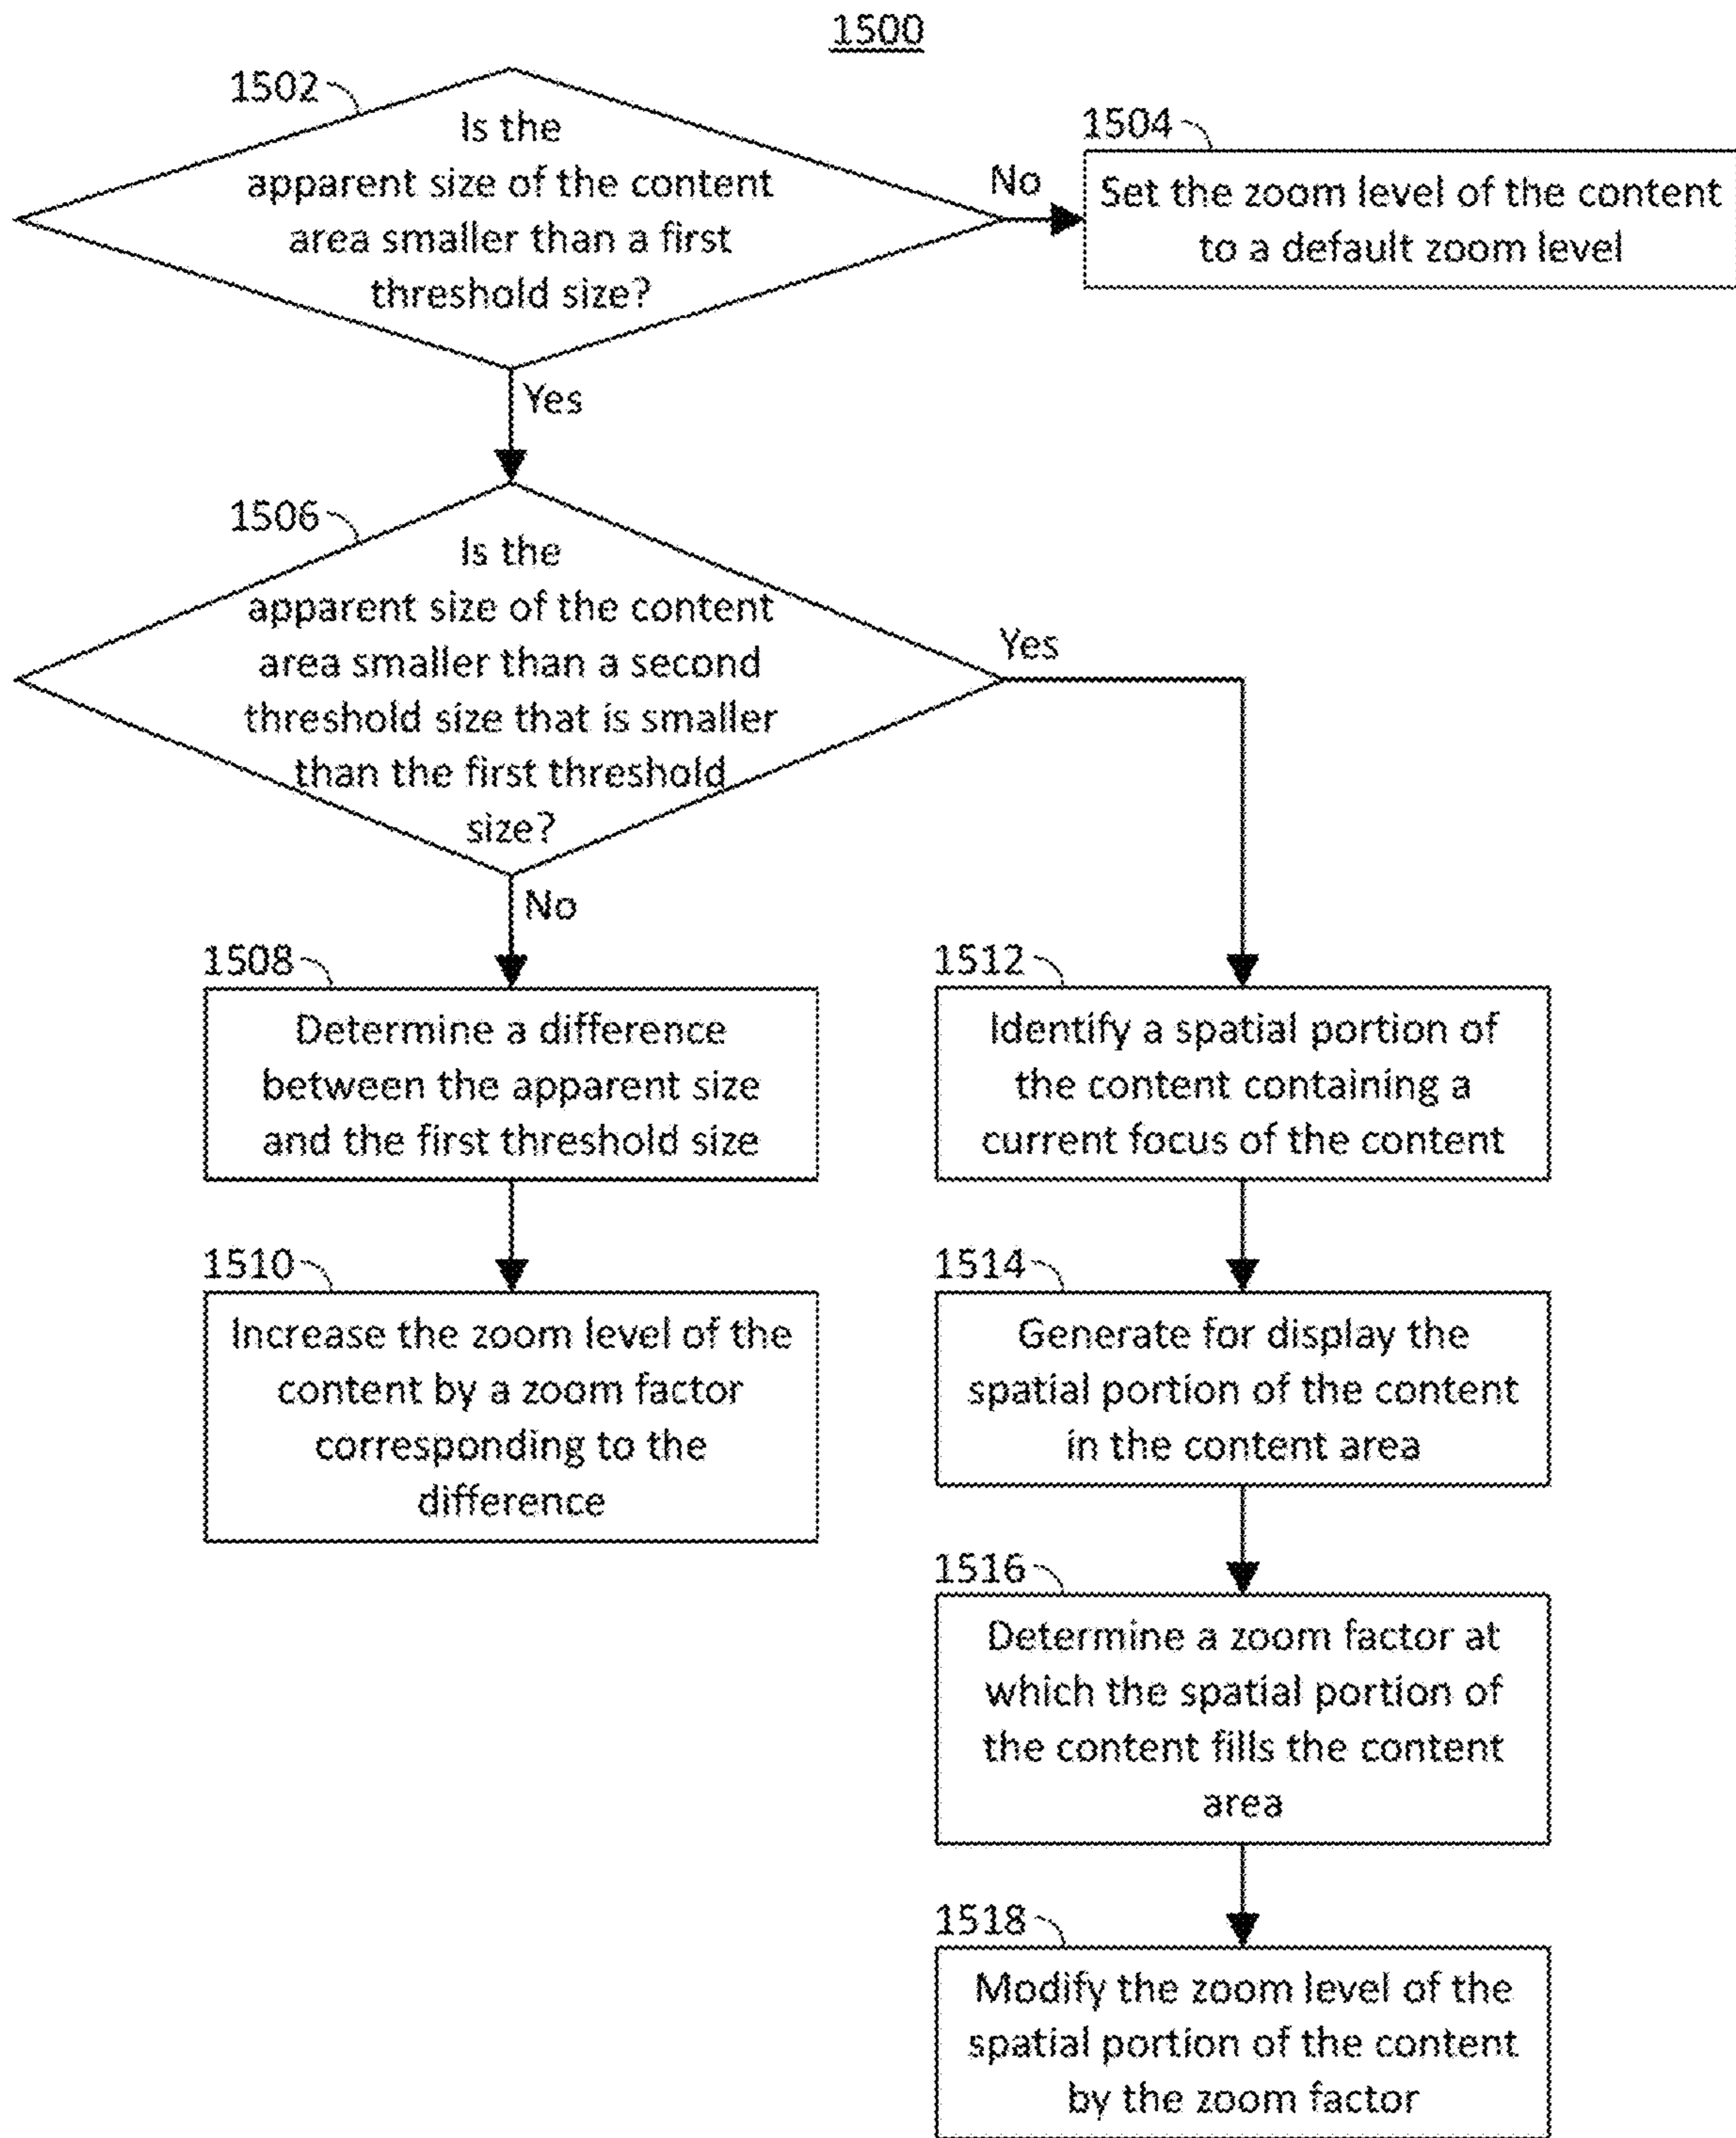 1500
1502
Is the
apparent size of the content
area smaller than a first
threshold size?
No
1504
Set the zoom level of the content
to a default zoom level
Yes
1506
Is the
apparent size of the content
area smaller than a second
threshold size that is smaller
than the first threshold
size?
Yes
No
1508
Determine a difference
between the apparent size
and the first threshold size
1510
Increase the zoom level of the
content by a zoom factor
corresponding to the
difference
1512
Identify a spatial portion of
the content containing a
current focus of the content
1514
Generate for display the
spatial portion of the content
in the content area
1516
Determine a zoom factor at
which the spatial portion of
the content fills the content
area
1518
Modify the zoom level of the
spatial portion of the content
by the zoom factor